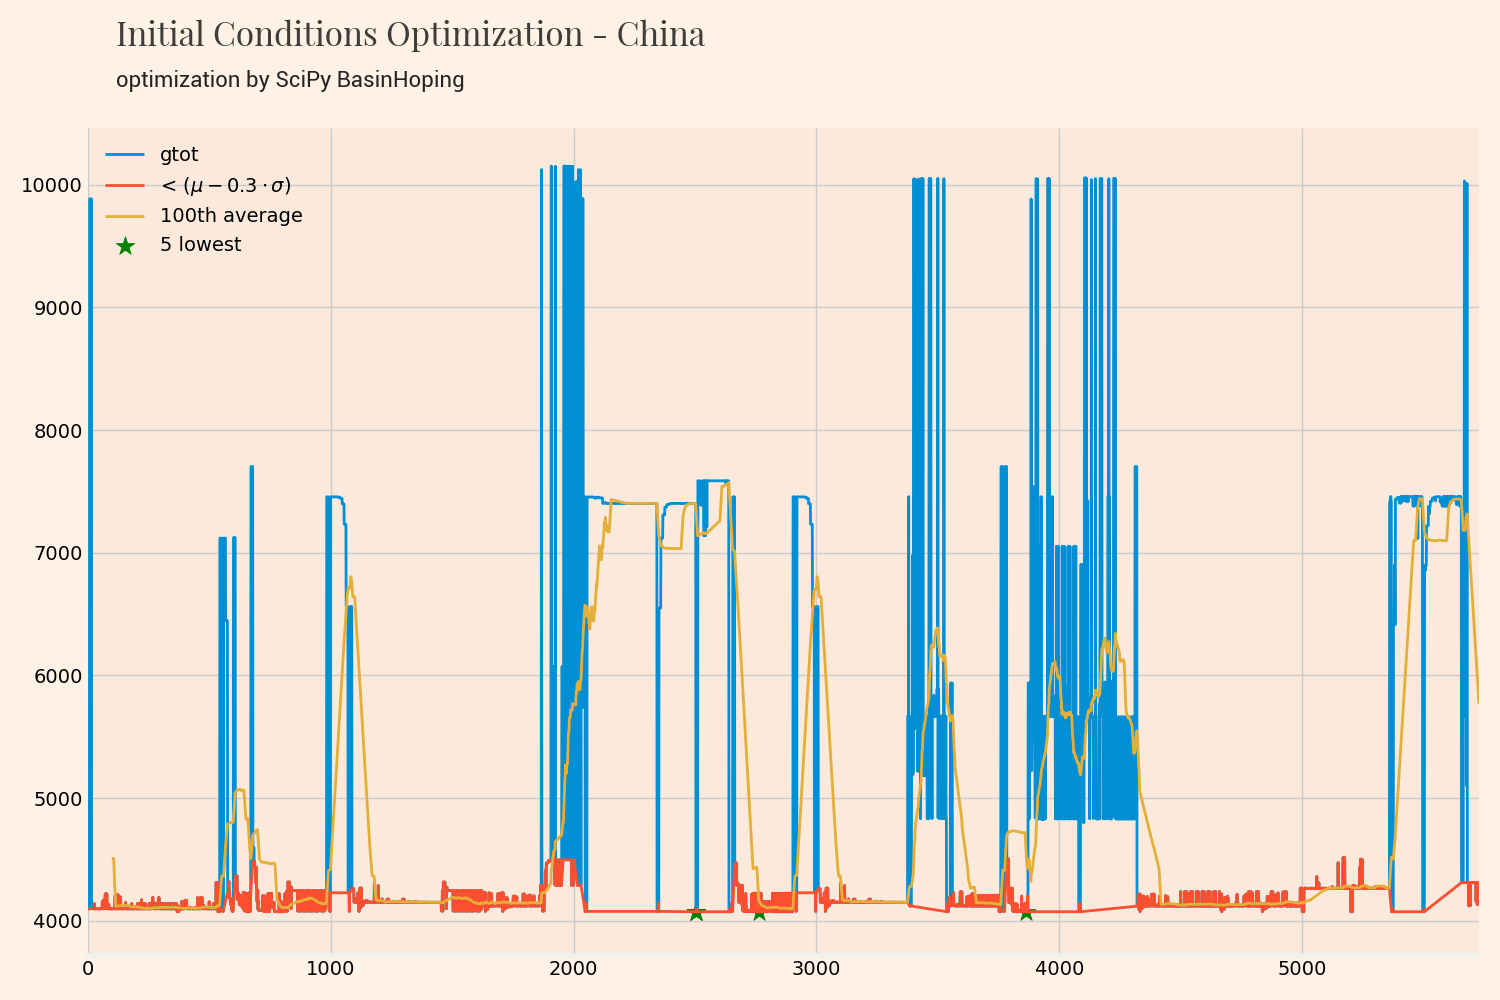 Initial Conditions Optimization - China
optimization by SciPy BasinHoping
gtot
< (μ − 0.3 · σ)
100th average
5 lowest
10000
9000
8000
7000
6000
5000
4000
0 1000 2000 3000 4000 5000